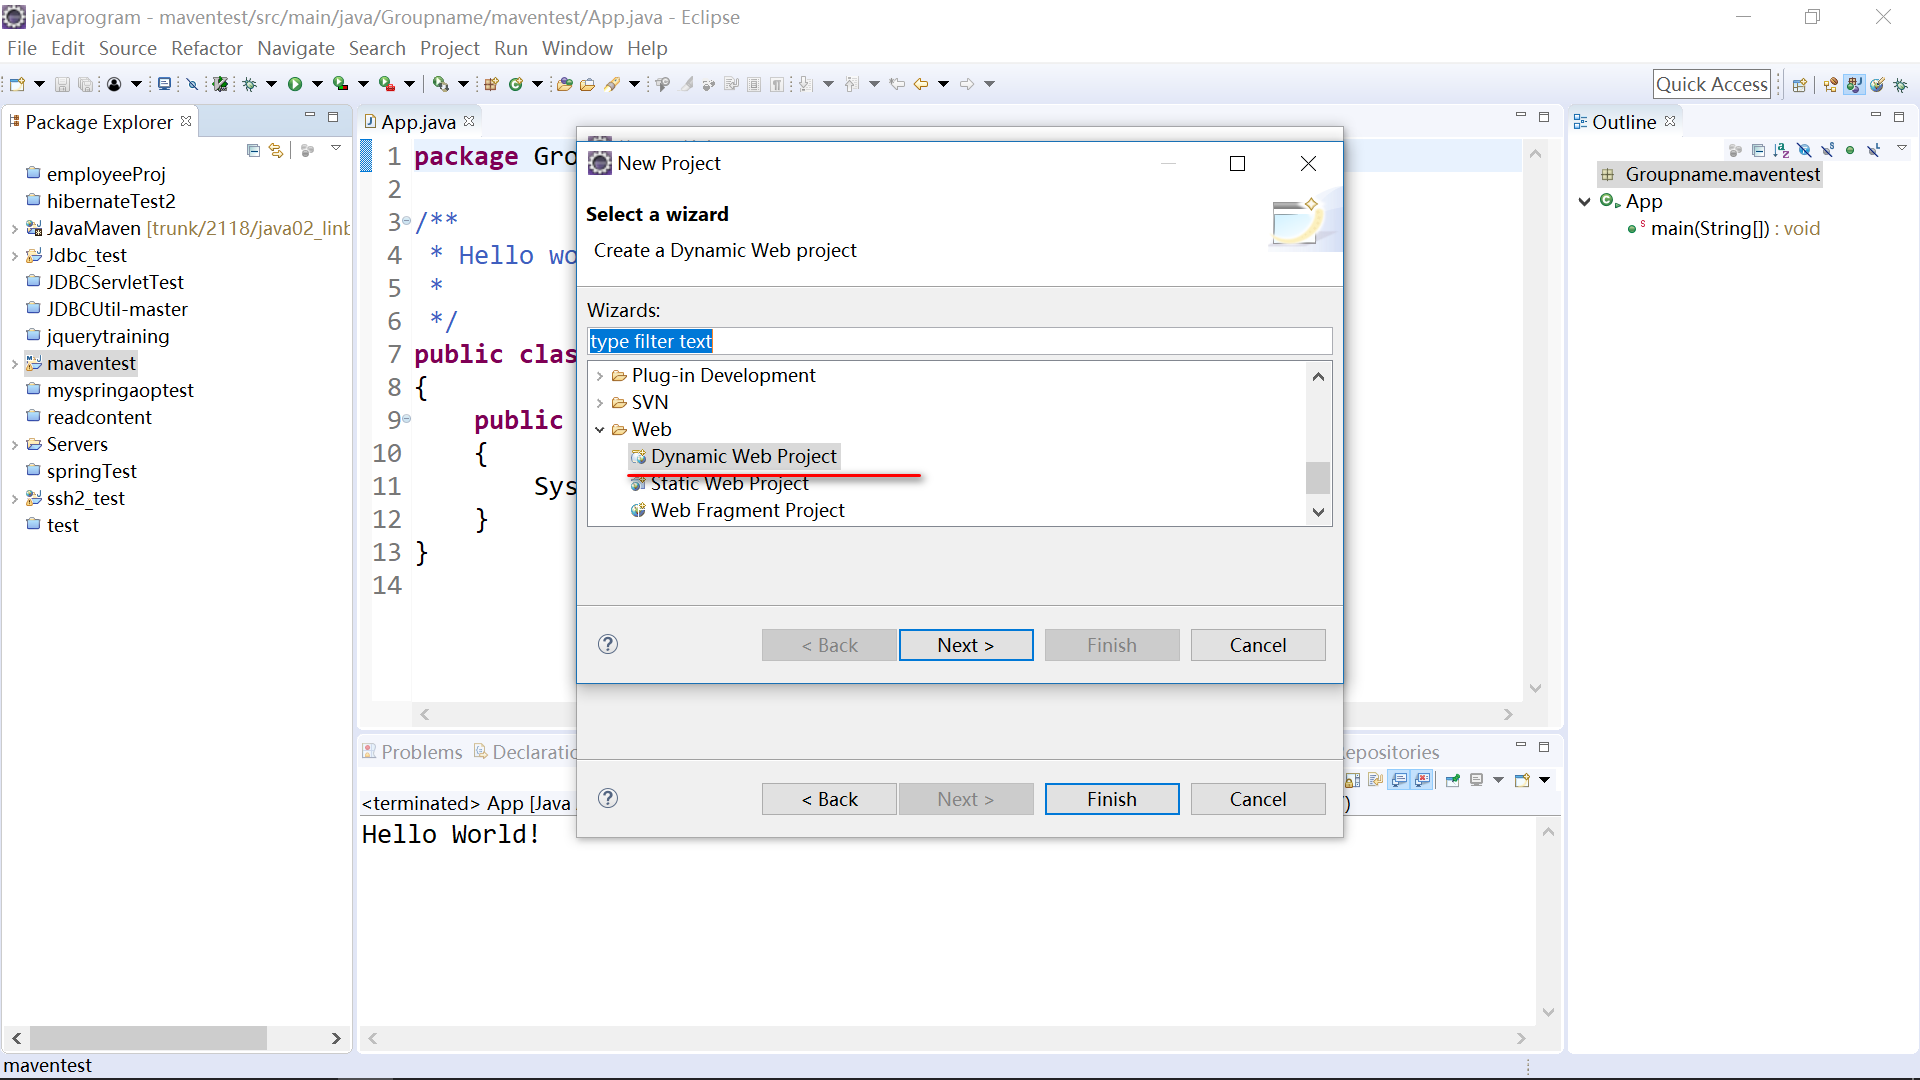 javaprogram - maventest/src/main/java/Groupname/maventest/App.java - Eclipse
File Edit Source Refactor Navigate Search Project Run Window Help
Quick Access
Package Explorer
employeeProj
hibernateTest2
JavaMaven [trunk/2118/java02_linb
Jdbc_test
JDBCServletTest
JDBCUtil-master
jquerytraining
maventest
myspringaoptest
readcontent
Servers
springTest
ssh2_test
test
App.java
1 package Gro
2
3 /**
4 * Hello wo
5 *
6 */
7 public clas
8 {
9 public
10 {
11 Sys
12 }
13 }
14
New Project
Select a wizard
Create a Dynamic Web project
Wizards:
type filter text
Plug-in Development
SVN
Web
Dynamic Web Project
Static Web Project
Web Fragment Project
< Back Next > Finish Cancel
< Back Next > Finish Cancel
Outline
Groupname.maventest
App
main(String[]) : void
Problems Declaratio epositories
<terminated> App [Java )
Hello World!
maventest